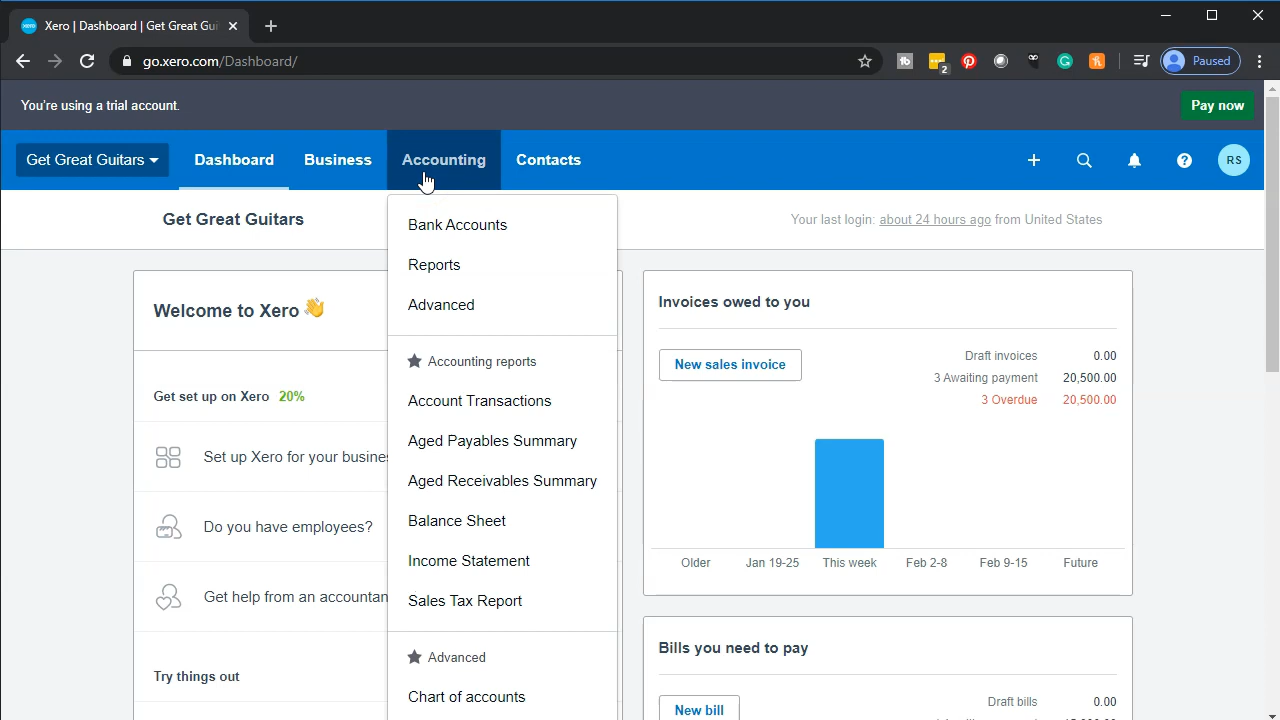 Xero | Dashboard | Get Great Gui
go.xero.com/Dashboard/
2
Paused
You're using a trial account.
Pay now
Get Great Guitars
Dashboard
Business
Accounting
Contacts
RS
Get Great Guitars
Your last login: about 24 hours ago from United States
Bank Accounts
Reports
Advanced
Accounting reports
Account Transactions
Aged Payables Summary
Aged Receivables Summary
Balance Sheet
Income Statement
Sales Tax Report
Advanced
Chart of accounts
Welcome to Xero
Get set up on Xero 20%
Set up Xero for your busine
Do you have employees?
Get help from an accountan
Try things out
Invoices owed to you
New sales invoice
Draft invoices 0.00
3 Awaiting payment 20,500.00
3 Overdue 20,500.00
Older Jan 19-25 This week Feb 2-8 Feb 9-15 Future
Bills you need to pay
New bill
Draft bills 0.00